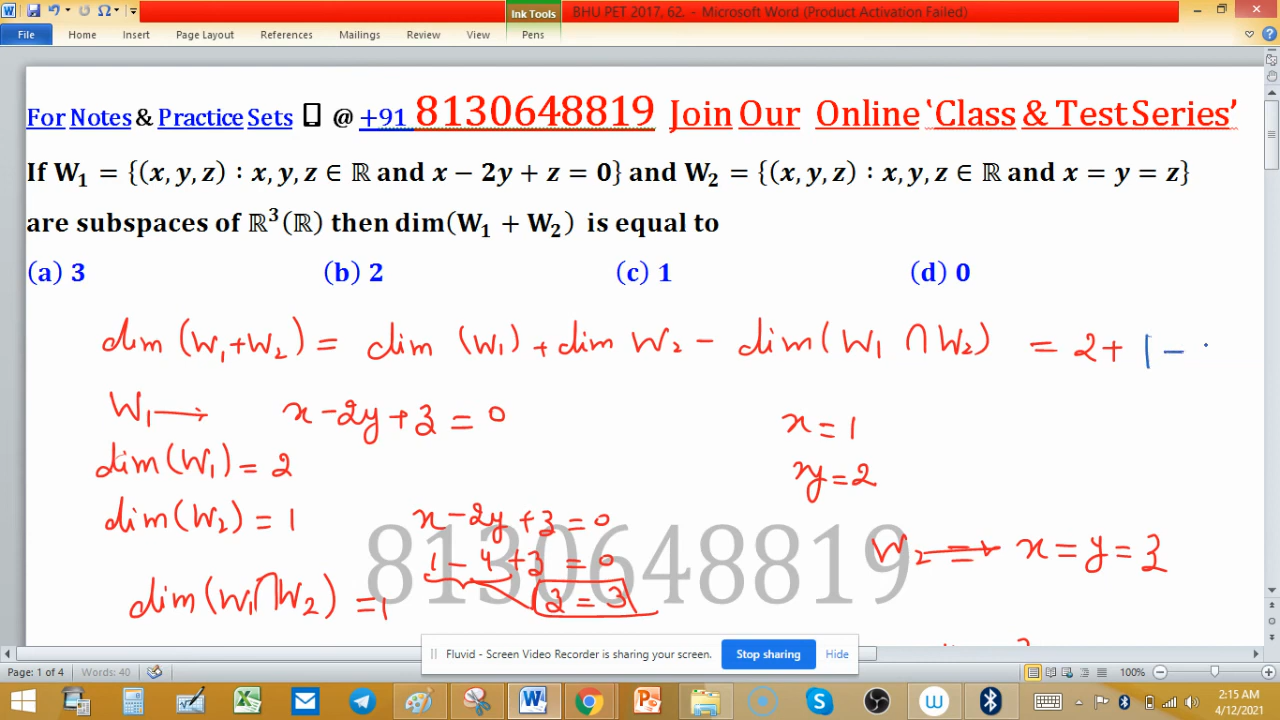 Ink Tools
BHU PET 2017, 62. - Microsoft Word (Product Activation Failed)
File Home Insert Page Layout References Mailings Review View Pens
For Notes & Practice Sets @ +91 8130648819 Join Our Online 'Class & Test Series'
If W₁ = {(x, y, z) : x, y, z ∈ ℝ and x − 2y + z = 0} and W₂ = {(x, y, z) : x, y, z ∈ ℝ and x = y = z}
are subspaces of ℝ³(ℝ) then dim(W₁ + W₂) is equal to
(a) 3 (b) 2 (c) 1 (d) 0
dim (W₁+W₂) = dim (W₁) + dim W₂ − dim(W₁ ∩ W₂) = 2 + 1 −
W₁ → x − 2y + z = 0
x = 1
dim(W₁) = 2
y = 2
dim(W₂) = 1
x − 2y + z = 0
W₂ → x = y = z
1 − 4 + z = 0
8130648819
dim(W₁∩W₂) = 1
z = 3
Fluvid - Screen Video Recorder is sharing your screen. Stop sharing Hide
Page: 1 of 4 Words: 40 100%
2:15 AM
4/12/2021